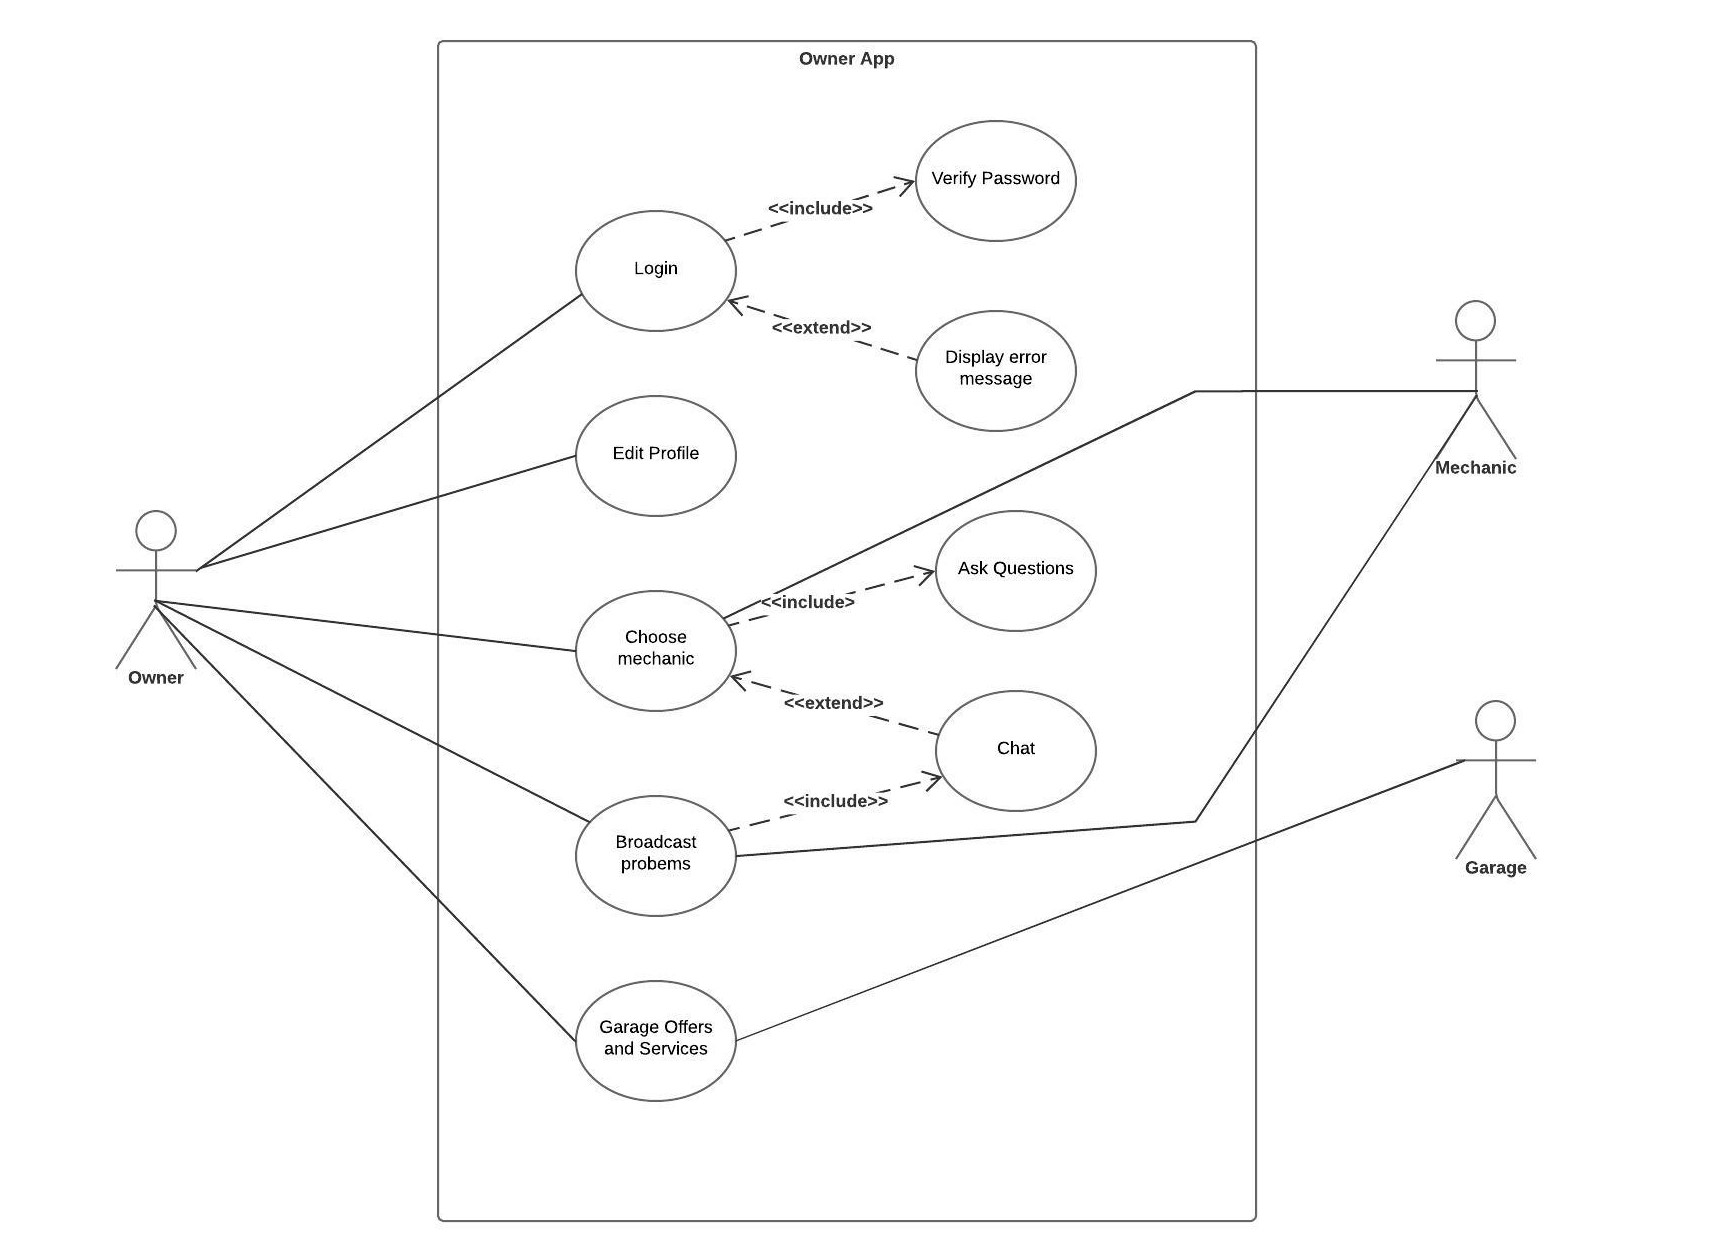 Owner App
Verify Password
<<include>>
Login
<<extend>>
Display error
message
Edit Profile
Mechanic
Ask Questions
<<include>
Choose
mechanic
Owner
<<extend>>
Chat
<<include>>
Broadcast
probems
Garage
Garage Offers
and Services